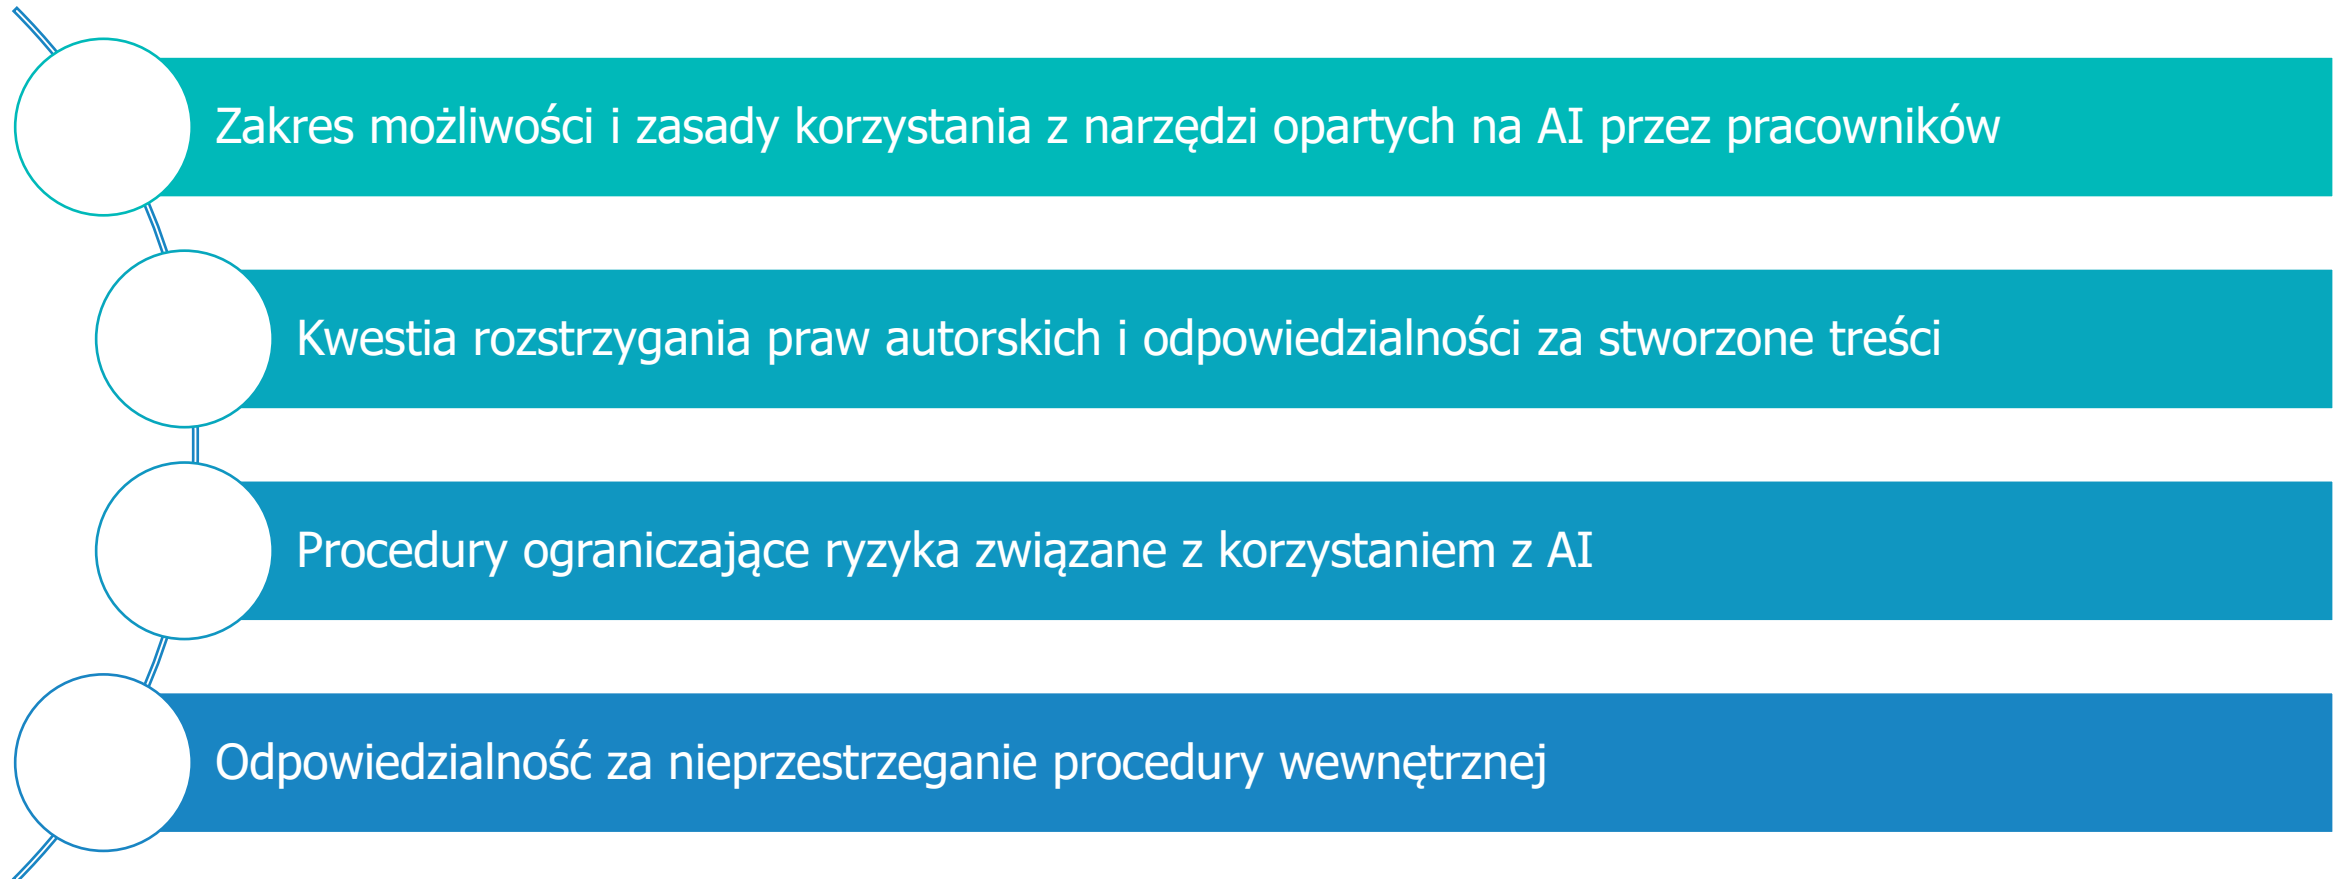 Zakres możliwości i zasady korzystania z narzędzi opartych na AI przez pracowników
Kwestia rozstrzygania praw autorskich i odpowiedzialności za stworzone treści
Procedury ograniczające ryzyka związane z korzystaniem z AI
Odpowiedzialność za nieprzestrzeganie procedury wewnętrznej